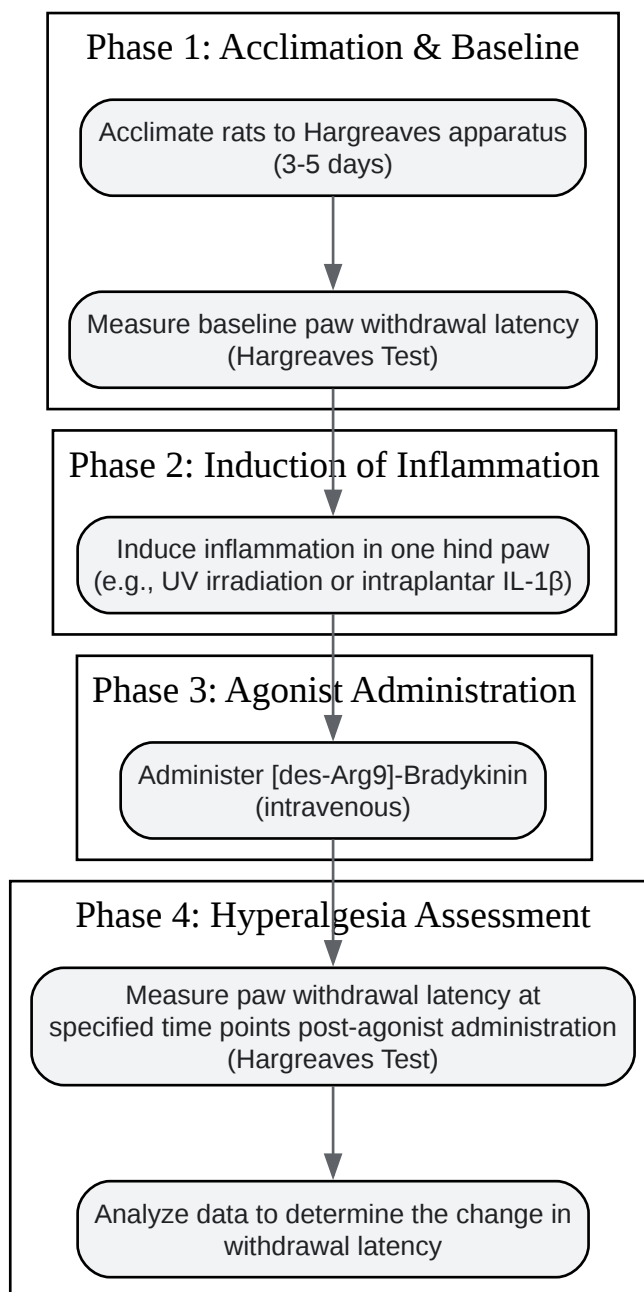 Phase 1: Acclimation & Baseline
Acclimate rats to Hargreaves apparatus
(3-5 days)
Measure baseline paw withdrawal latency
(Hargreaves Test)
Phase 2: Induction of Inflammation
Induce inflammation in one hind paw
(e.g., UV irradiation or intraplantar IL-1β)
Phase 3: Agonist Administration
Administer [des-Arg9]-Bradykinin
(intravenous)
Phase 4: Hyperalgesia Assessment
Measure paw withdrawal latency at
specified time points post-agonist administration
(Hargreaves Test)
Analyze data to determine the change in
withdrawal latency